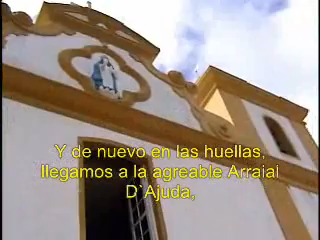 Y de nuevo en las huellas,
llegamos a la agreable Arraial
D`Ajuda,